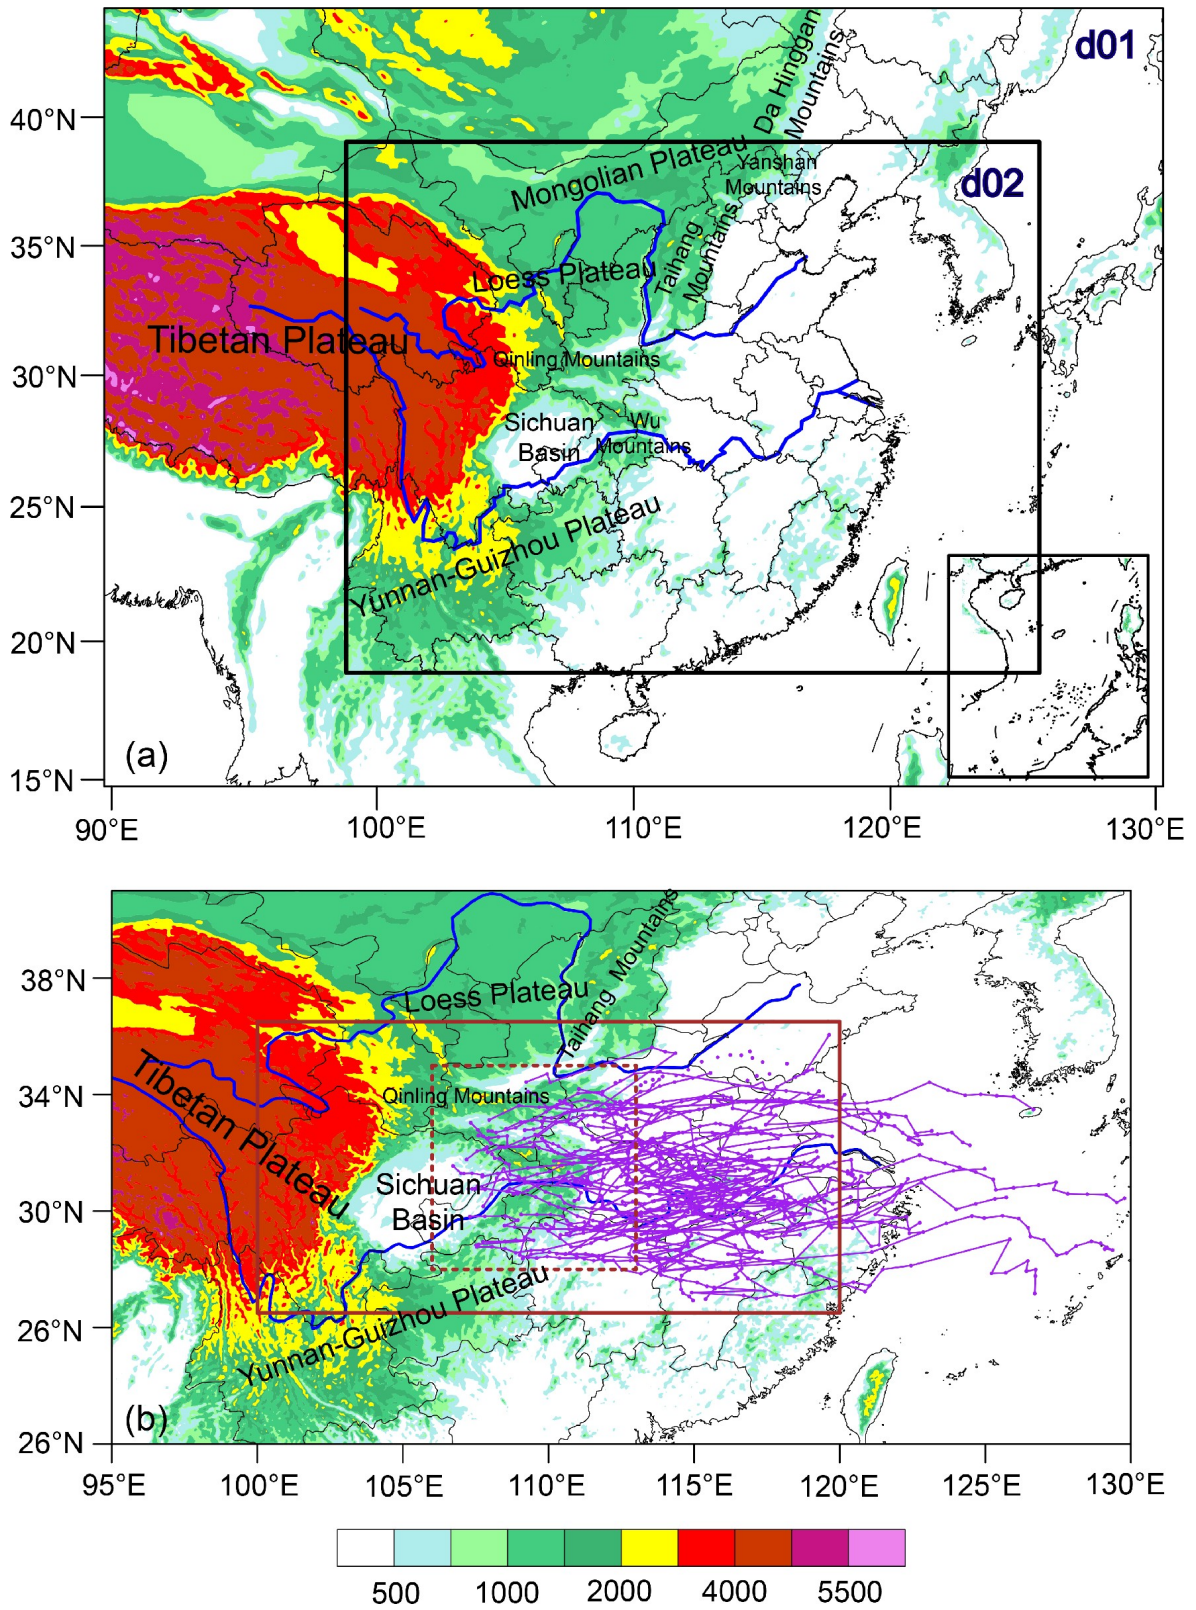 d01
Da Hinggan
Mountains
40°N
Mongolian Plateau
Yanshan
Mountains
d02
35°N
Loess Plateau
Taihang
Mountains
Tibetan Plateau
30°N
Qinling Mountains
Sichuan
Basin
Wu
Mountains
25°N
Yunnan-Guizhou Plateau
20°N
(a)
15°N
90°E 100°E 110°E 120°E 130°E
38°N
Loess Plateau
Taihang Mountains
34°N
Tibetan Plateau
Qinling Mountains
Sichuan
Basin
30°N
26°N
Yunnan-Guizhou Plateau
(b)
26°N
95°E 100°E 105°E 110°E 115°E 120°E 125°E 130°E
500 1000 2000 4000 5500